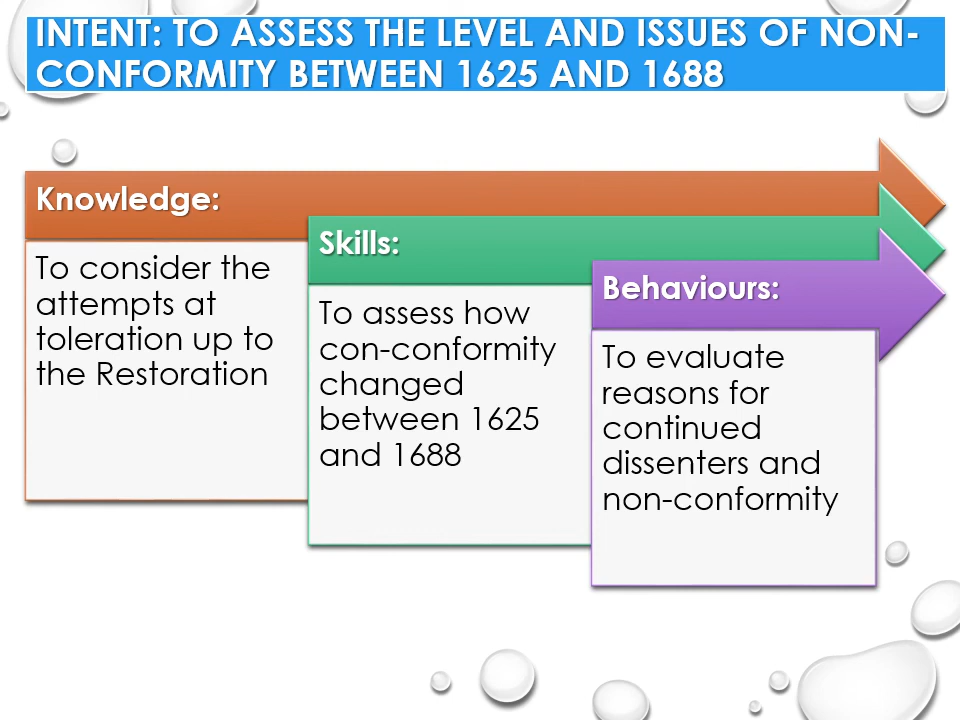 INTENT: TO ASSESS THE LEVEL AND ISSUES OF NON-
CONFORMITY BETWEEN 1625 AND 1688
Knowledge:
To consider the
attempts at
toleration up to
the Restoration
Skills:
To assess how
con-conformity
changed
between 1625
and 1688
Behaviours:
To evaluate
reasons for
continued
dissenters and
non-conformity